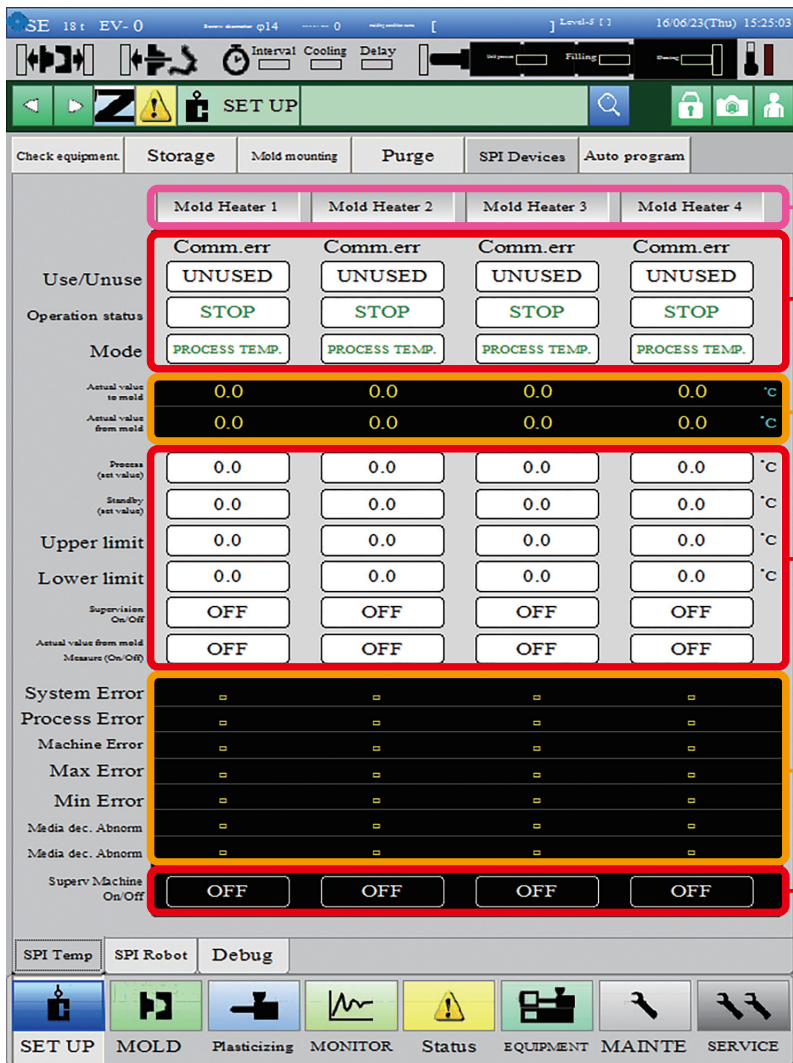 SE 18 t EV- 0 Screw diameter φ14 0 molding condition name [ ] Level-S [ ] 16/06/23(Thu) 15:25:03
Interval Cooling Delay Filling
Z SET UP
Check equipment. Storage Mold mounting Purge SPI Devices Auto program
Mold Heater 1 Mold Heater 2 Mold Heater 3 Mold Heater 4
Comm.err Comm.err Comm.err Comm.err
Use/Unuse UNUSED UNUSED UNUSED UNUSED
Operation status STOP STOP STOP STOP
Mode PROCESS TEMP. PROCESS TEMP. PROCESS TEMP. PROCESS TEMP.
Actual value
to mold 0.0 0.0 0.0 0.0 °C
Actual value
from mold 0.0 0.0 0.0 0.0 °C
Process
(set value) 0.0 0.0 0.0 0.0 °C
Standby
(set value) 0.0 0.0 0.0 0.0 °C
Upper limit 0.0 0.0 0.0 0.0 °C
Lower limit 0.0 0.0 0.0 0.0 °C
Supervision
On/Off OFF OFF OFF OFF
Actual value from mold
Measure (On/Off) OFF OFF OFF OFF
System Error
Process Error
Machine Error
Max Error
Min Error
Media dec. Abnorm
Media dec. Abnorm
Superv Machine
On/Off OFF OFF OFF OFF
SPI Temp SPI Robot Debug
SET UP MOLD Plasticizing MONITOR Status EQUIPMENT MAINTE SERVICE